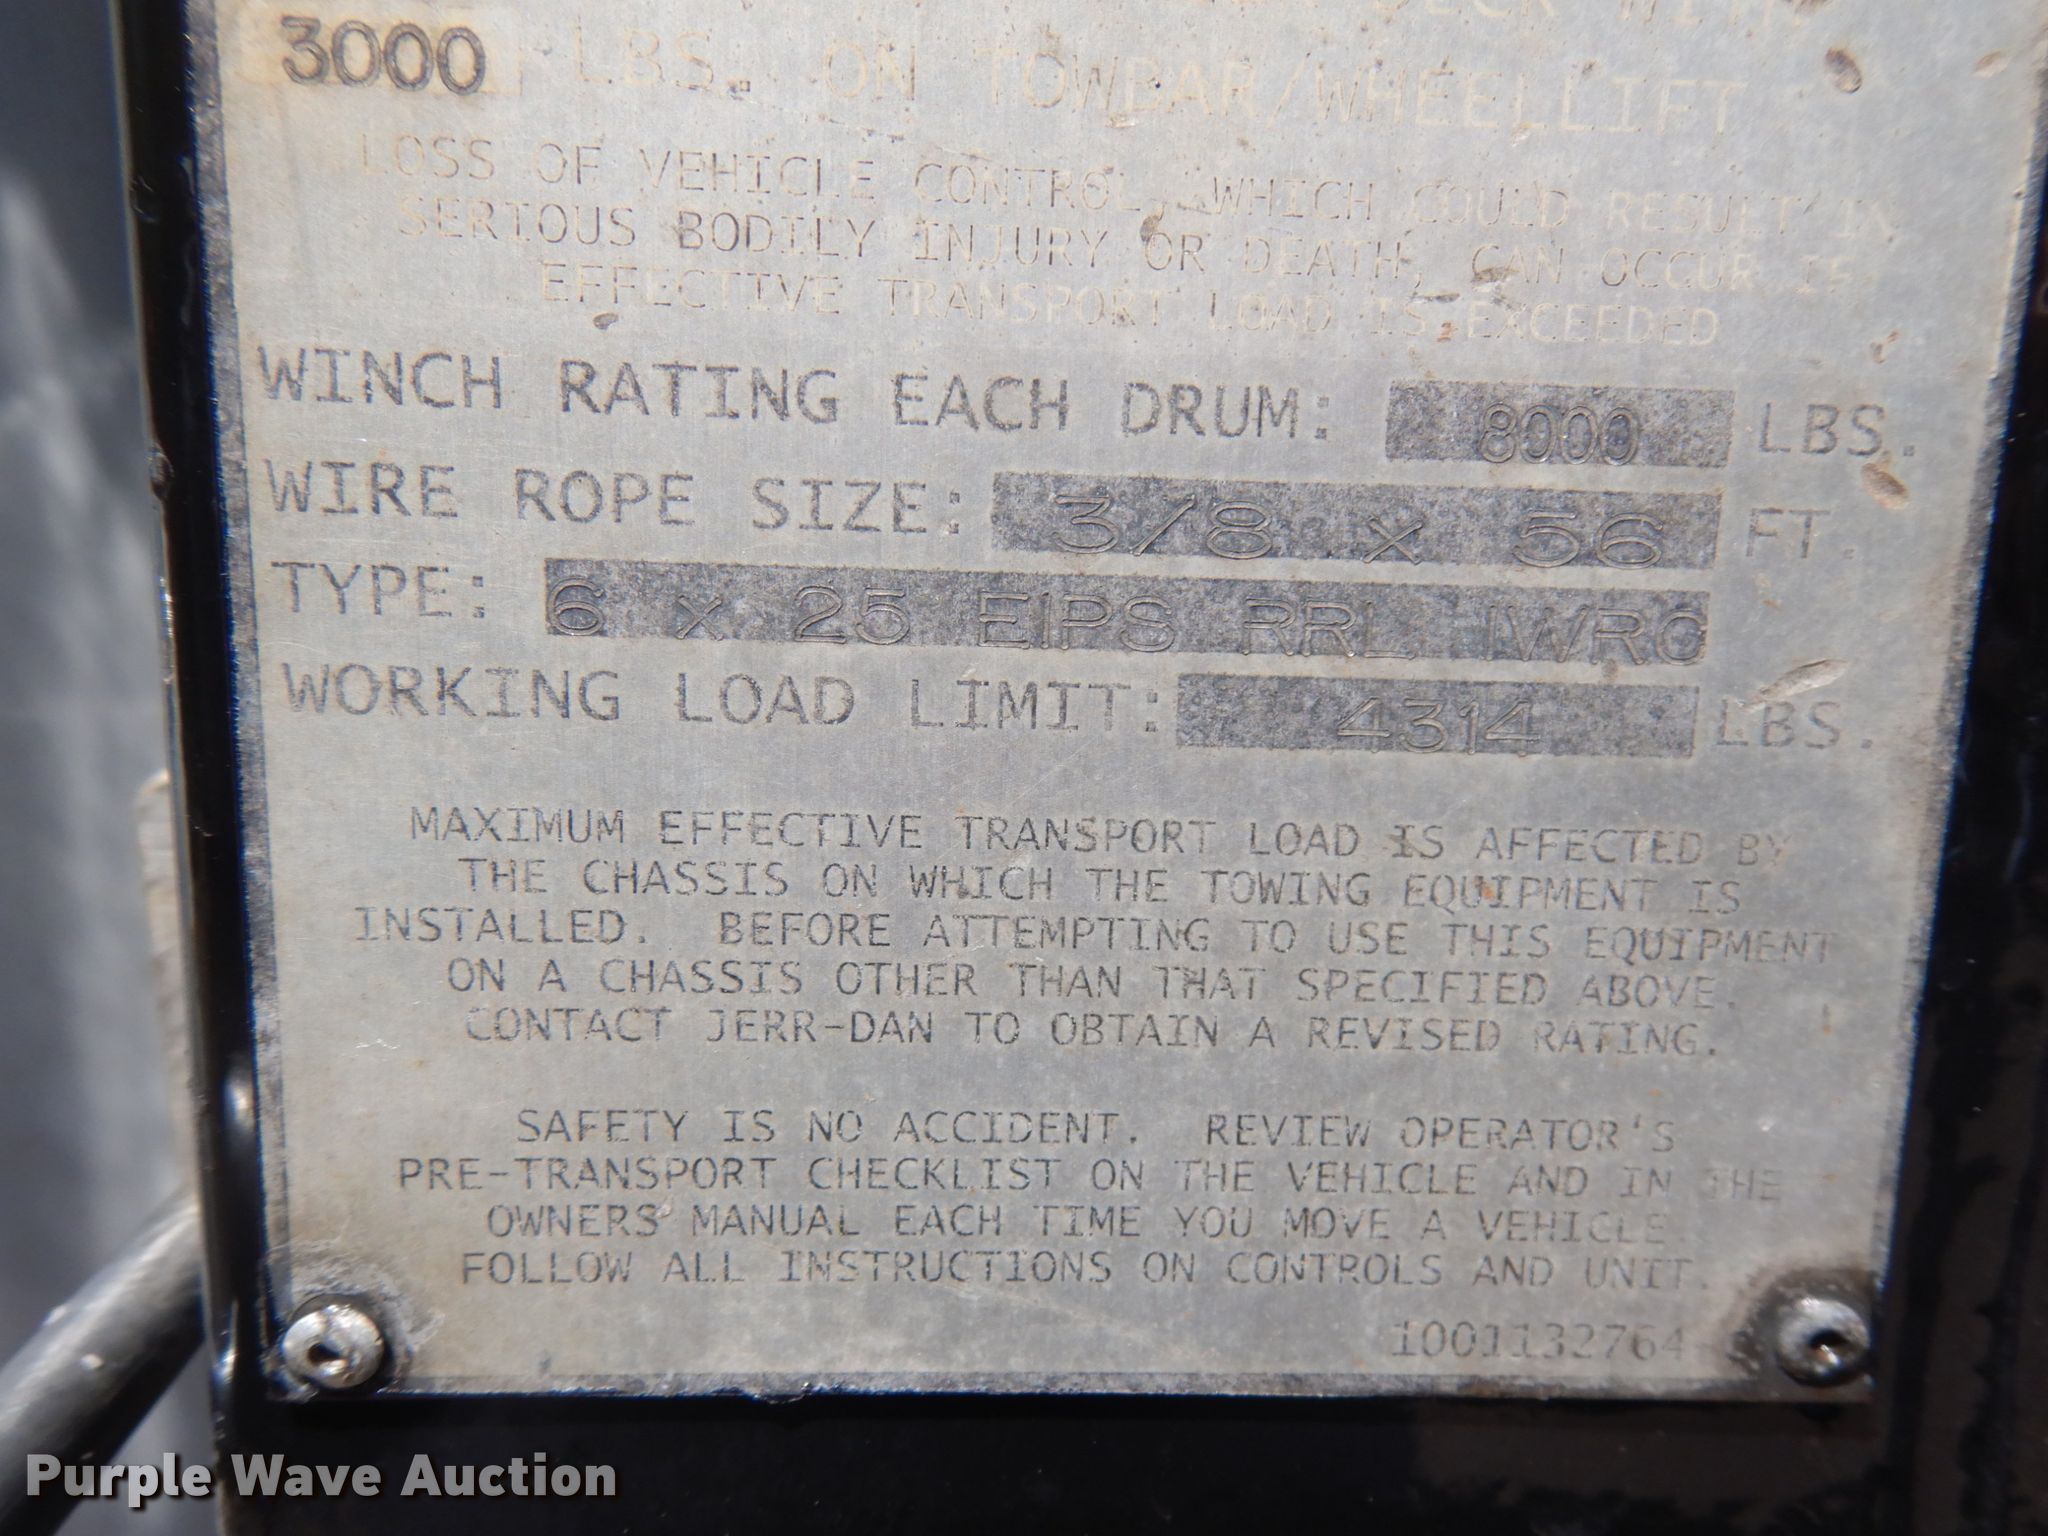 DECK WITH
3000 LBS. ON TOWBAR/WHEELLIFT
LOSS OF VEHICLE CONTROL, WHICH COULD RESULT IN
SERIOUS BODILY INJURY OR DEATH, CAN OCCUR IF
EFFECTIVE TRANSPORT LOAD IS EXCEEDED
WINCH RATING EACH DRUM: 8000 LBS.
WIRE ROPE SIZE: 3/8 x 56 FT.
TYPE: 6 x 25 EIPS RRL IWRC
WORKING LOAD LIMIT: 4314 LBS.
MAXIMUM EFFECTIVE TRANSPORT LOAD IS AFFECTED BY
THE CHASSIS ON WHICH THE TOWING EQUIPMENT IS
INSTALLED. BEFORE ATTEMPTING TO USE THIS EQUIPMENT
ON A CHASSIS OTHER THAN THAT SPECIFIED ABOVE.
CONTACT JERR-DAN TO OBTAIN A REVISED RATING.
SAFETY IS NO ACCIDENT. REVIEW OPERATOR'S
PRE-TRANSPORT CHECKLIST ON THE VEHICLE AND IN THE
OWNERS MANUAL EACH TIME YOU MOVE A VEHICLE.
FOLLOW ALL INSTRUCTIONS ON CONTROLS AND UNIT.
1001132764
Purple Wave Auction